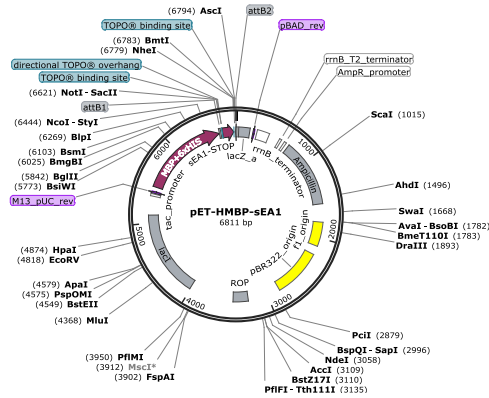 (6794) AscI
attB2
TOPO® binding site
pBAD_rev
(6783) BmtI
(6779) NheI
rrnB_T2_terminator
directional TOPO® overhang
AmpR_promoter
TOPO® binding site
(6621) NotI - SacII
attB1
(6444) NcoI - StyI
ScaI (1015)
(6269) BlpI
(6103) BsmI
(6025) BmgBI
(5842) BglII
(5773) BsiWI
M13_pUC_rev
6000
1000
MBP+6xHIS
sEA1-STOP
lacZ_a
rrnB_terminator
Ampicillin
tac_promoter
AhdI (1496)
SwaI (1668)
AvaI - BsoBI (1782)
BmeT110I (1783)
DraIII (1893)
pET-HMBP-sEA1
6811 bp
5000
2000
f1_origin
pBR322_origin
lacI
ROP
(4874) HpaI
(4818) EcoRV
(4579) ApaI
(4575) PspOMI
(4549) BstEII
(4368) MluI
4000
3000
(3950) PflMI
(3912) MscI*
(3902) FspAI
PciI (2879)
BspQI - SapI (2996)
NdeI (3058)
AccI (3109)
BstZ17I (3110)
PflFI - Tth111I (3135)